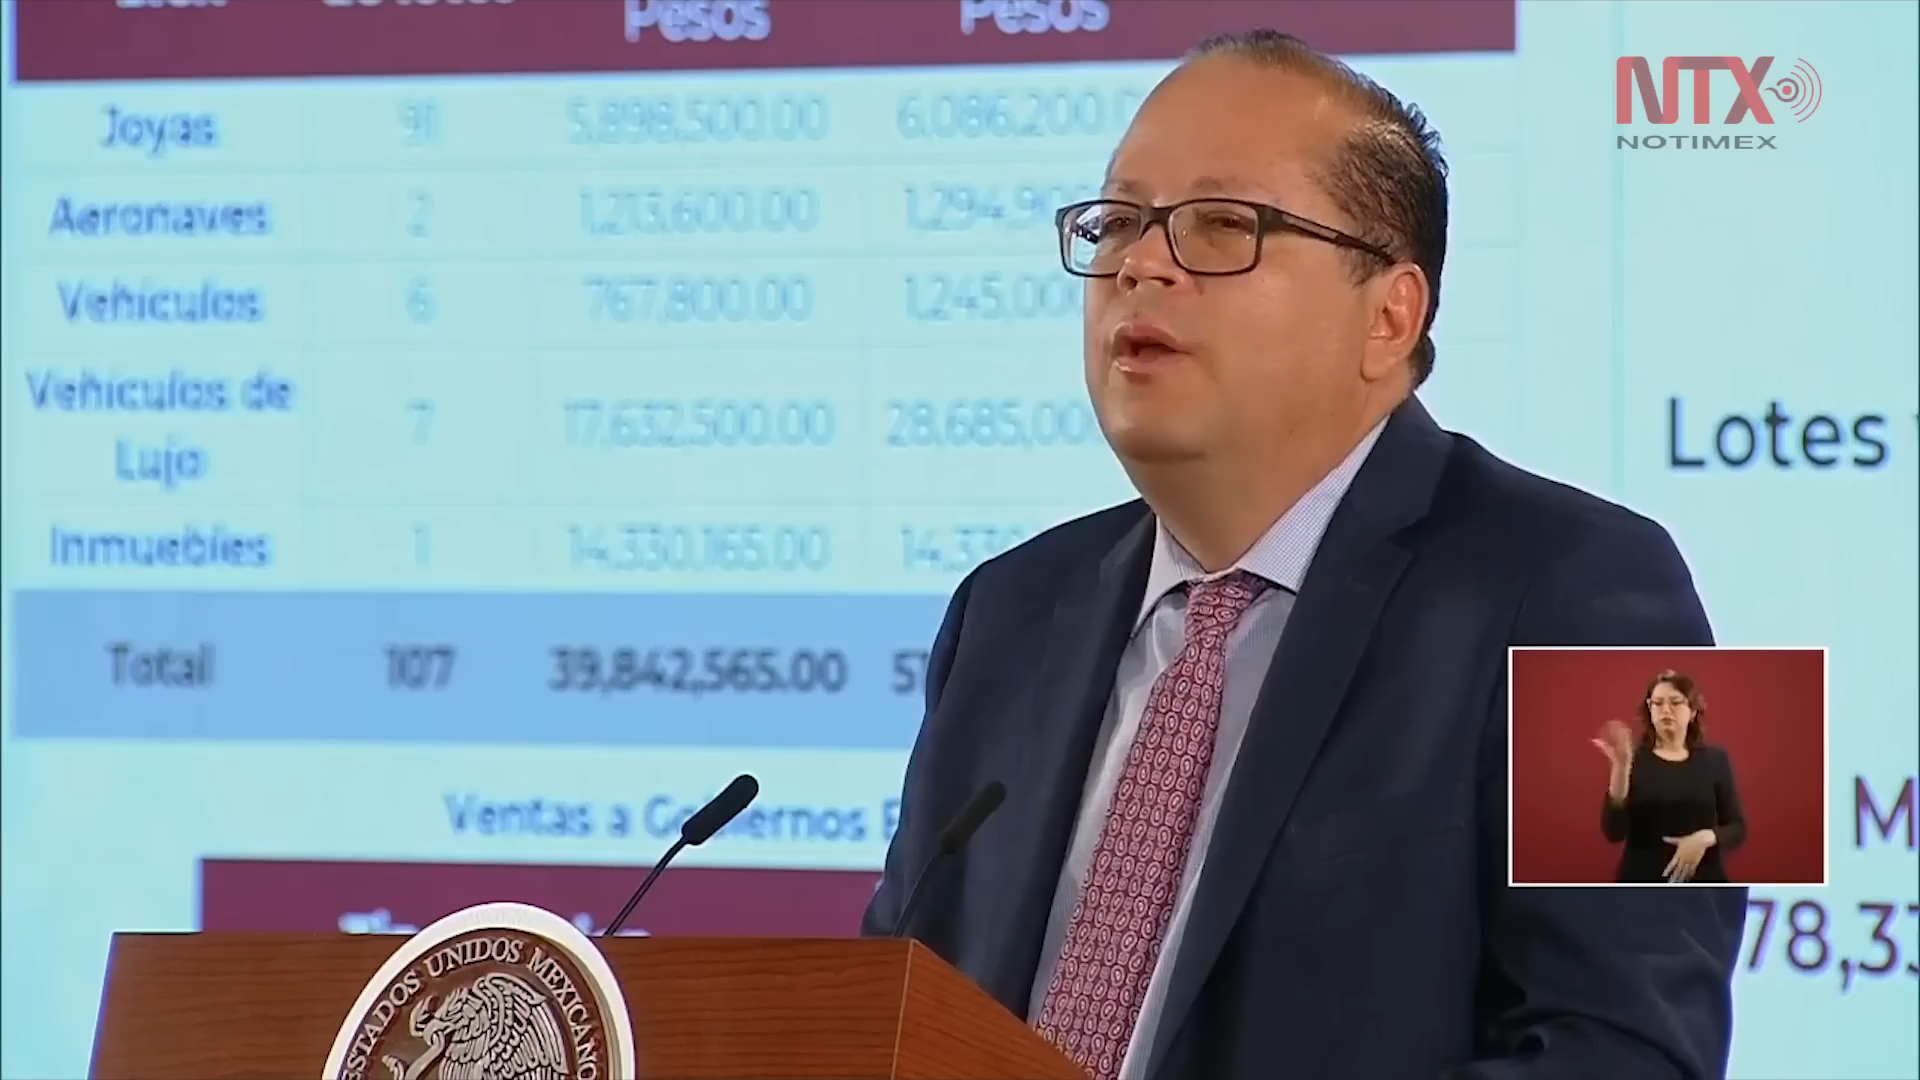 Pesos Pesos
Joyas 91 5,898,500.00 6,086,200.0
Aeronaves 2 1,213,600.00 1,294,90
Vehículos 6 767,800.00 1,245,000
Vehículos de
Lujo 7 17,632,500.00 28,685,00
Inmuebles 1 14,330,165.00 14,33
Total 107 39,842,565.00 51
Ventas a Gobiernos
NTX
NOTIMEX
Lotes
M
78,33
ESTADOS UNIDOS MEXICANOS